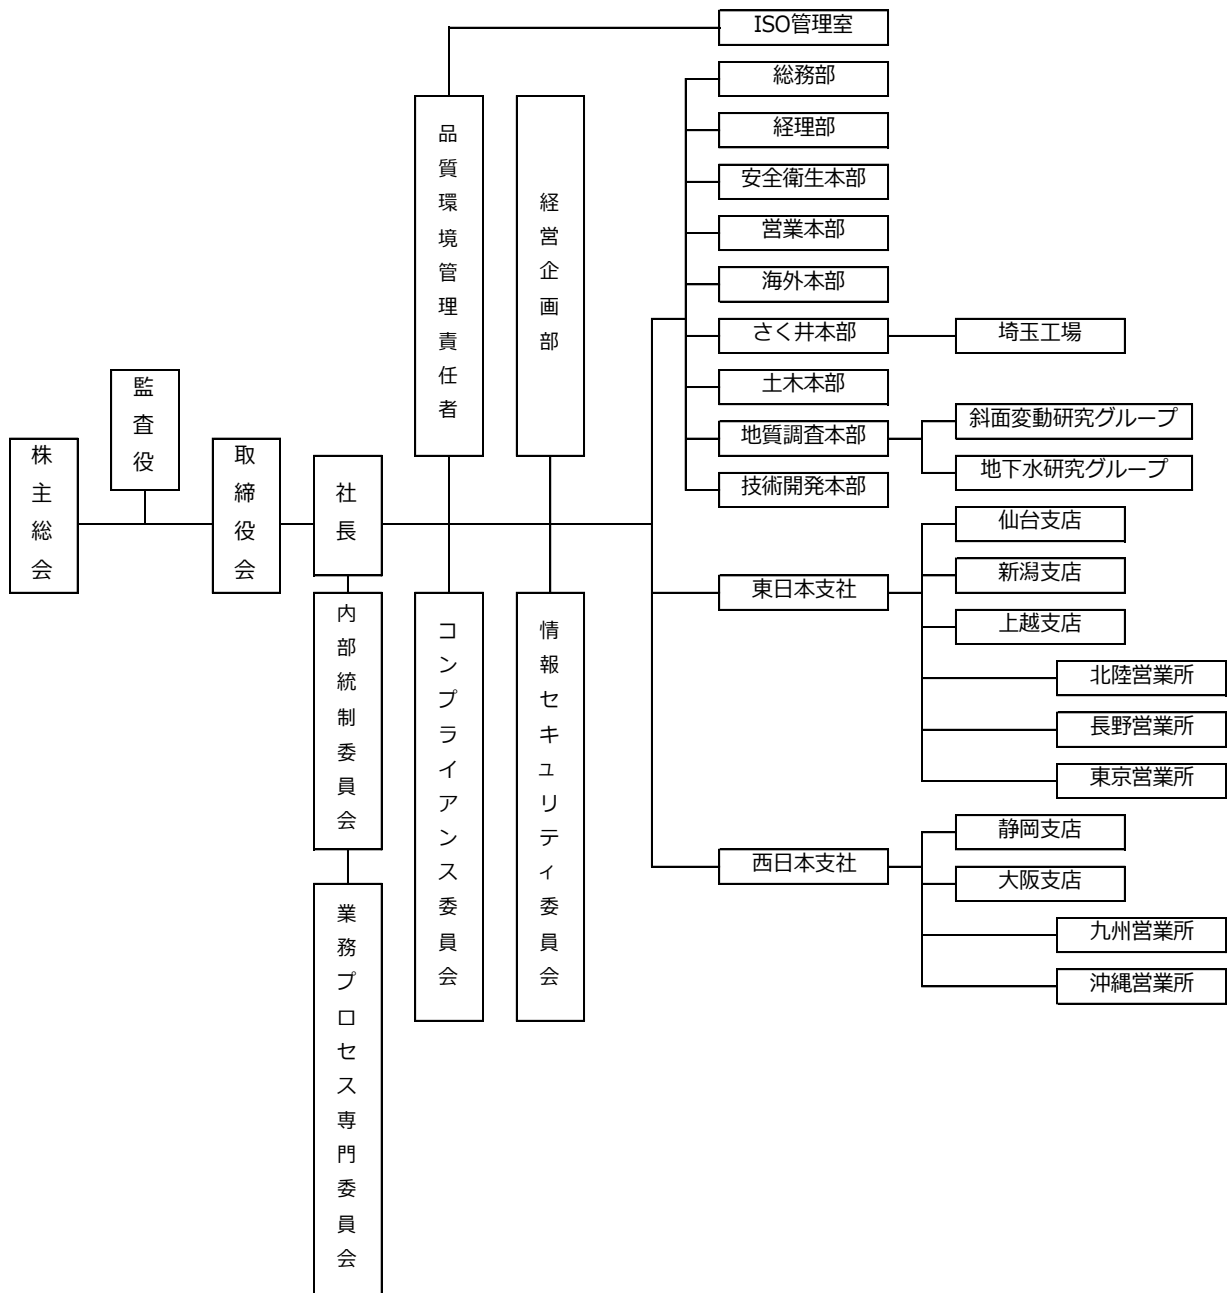 株主総会
監査役
取締役会
社長
内部統制委員会
業務プロセス専門委員会
品質環境管理責任者
コンプライアンス委員会
経営企画部
情報セキュリティ委員会
ISO管理室
総務部
経理部
安全衛生本部
営業本部
海外本部
さく井本部
埼玉工場
土木本部
地質調査本部
斜面変動研究グループ
地下水研究グループ
技術開発本部
東日本支社
仙台支店
新潟支店
上越支店
北陸営業所
長野営業所
東京営業所
西日本支社
静岡支店
大阪支店
九州営業所
沖縄営業所